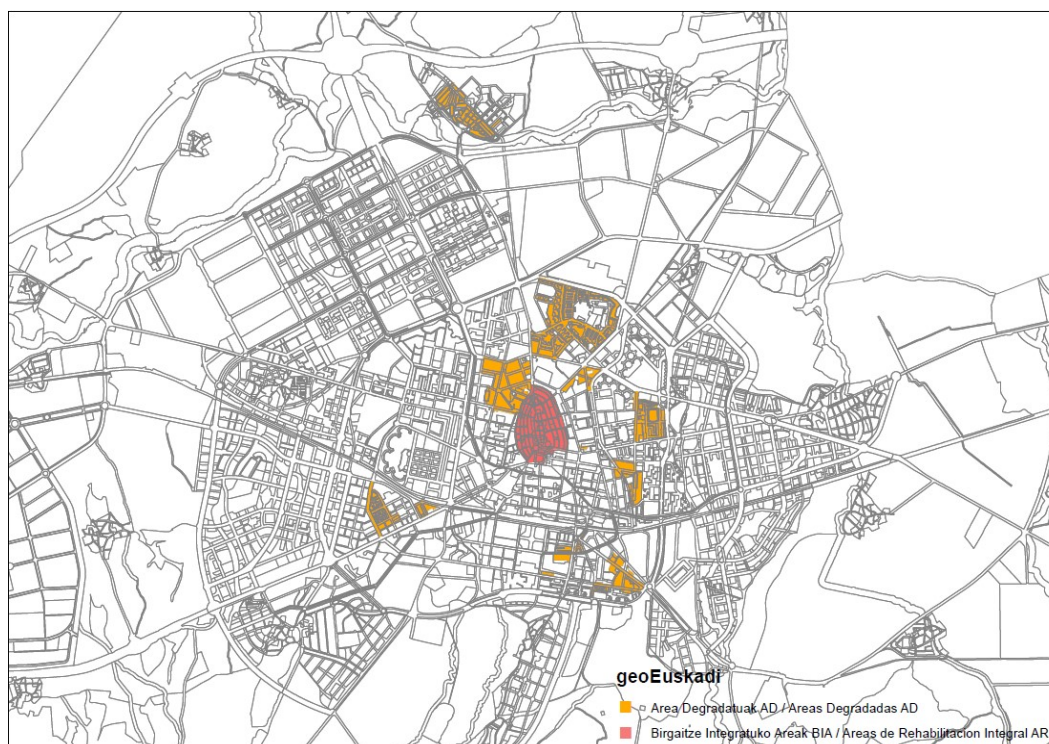 geoEuskadi
Area Degradatuak AD / Areas Degradadas AD
Birgaitze Integratuko Areak BIA / Areas de Rehabilitacion Integral AR